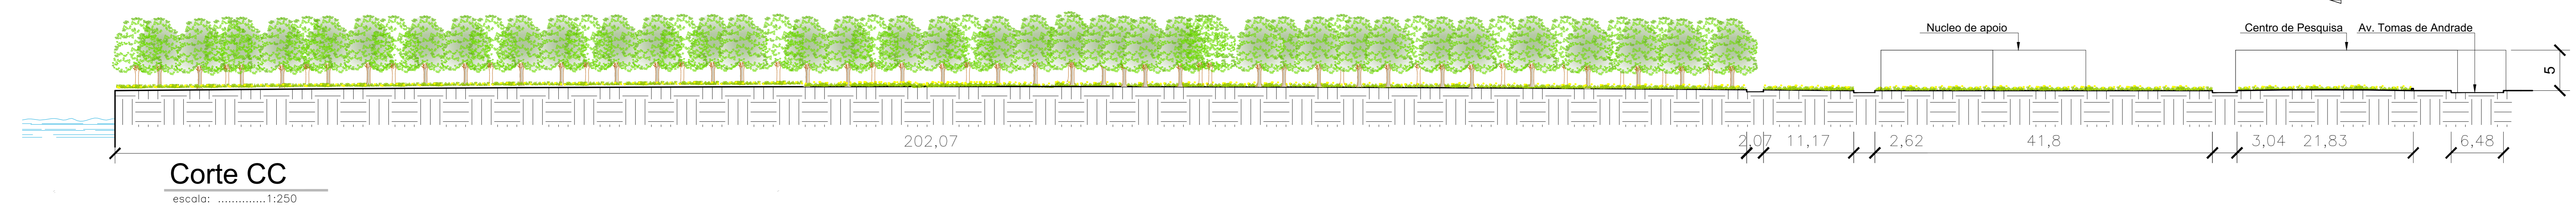 Nucleo de apoio
Centro de Pesquisa
Av. Tomas de Andrade
5
202,07
2,07
11,17
2,62
41,8
3,04
21,83
6,48
Corte CC
escala: .............1:250